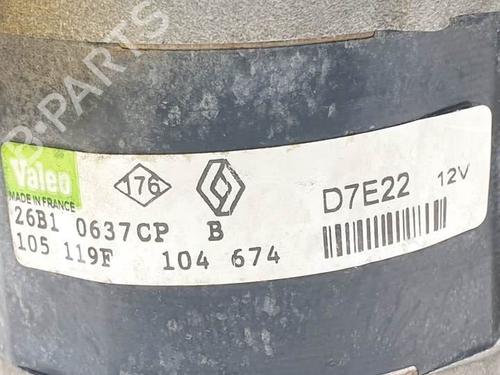 B-PARTS
Valeo
MADE IN FRANCE
176
D7E22 12V
26B1 0637CP B
105 119F 104 674